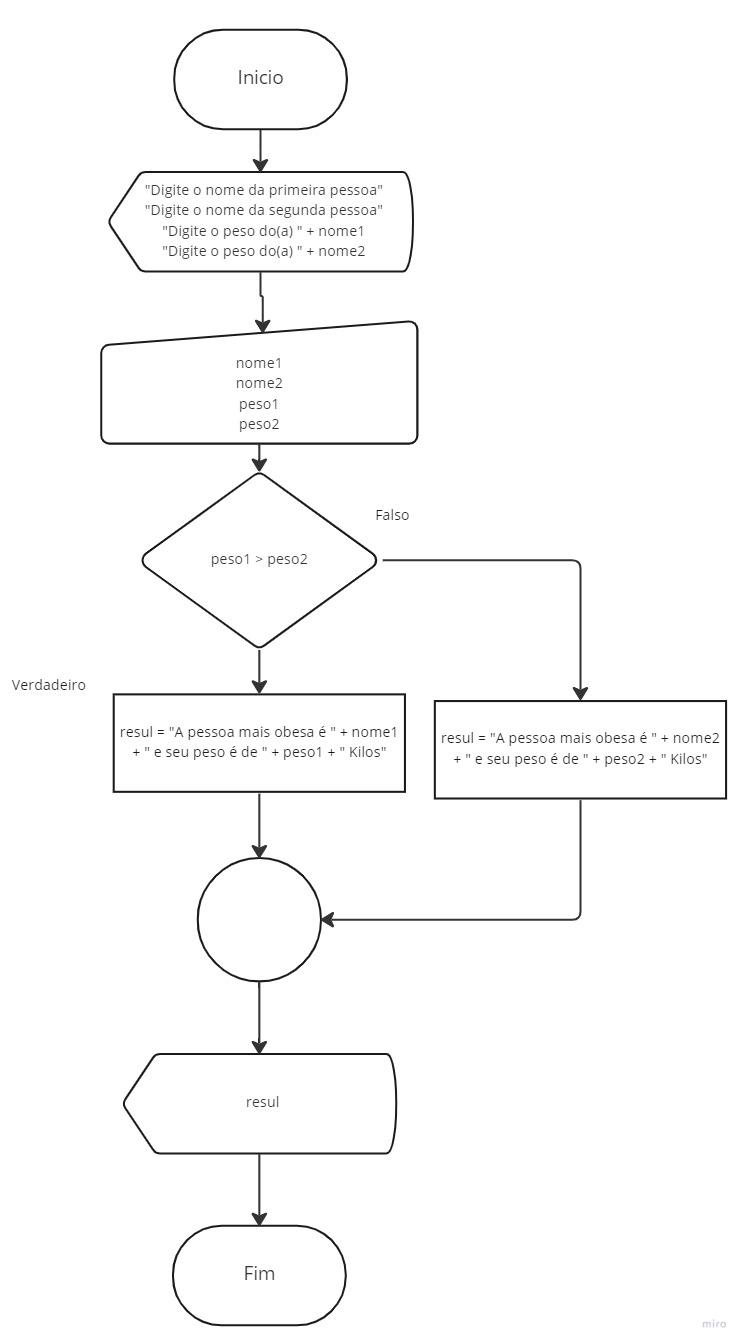 Inicio
"Digite o nome da primeira pessoa"
"Digite o nome da segunda pessoa"
"Digite o peso do(a) " + nome1
"Digite o peso do(a) " + nome2
nome1
nome2
peso1
peso2
Falso
peso1 > peso2
Verdadeiro
resul = "A pessoa mais obesa é " + nome1
+ " e seu peso é de " + peso1 + " Kilos"
resul = "A pessoa mais obesa é " + nome2
+ " e seu peso é de " + peso2 + " Kilos"
resul
Fim
miro